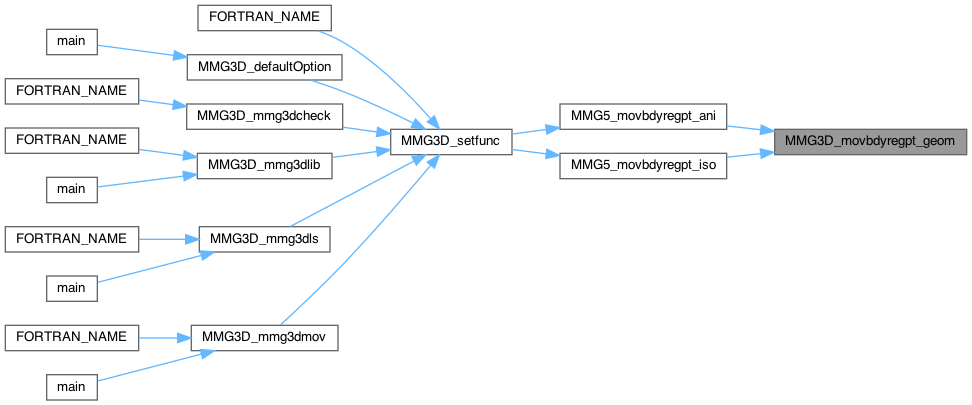 FORTRAN_NAME
main
MMG3D_defaultOption
FORTRAN_NAME
MMG3D_mmg3dcheck
MMG5_movbdyregpt_ani
FORTRAN_NAME
MMG3D_setfunc
MMG3D_movbdyregpt_geom
MMG3D_mmg3dlib
MMG5_movbdyregpt_iso
main
FORTRAN_NAME
MMG3D_mmg3dls
main
FORTRAN_NAME
MMG3D_mmg3dmov
main